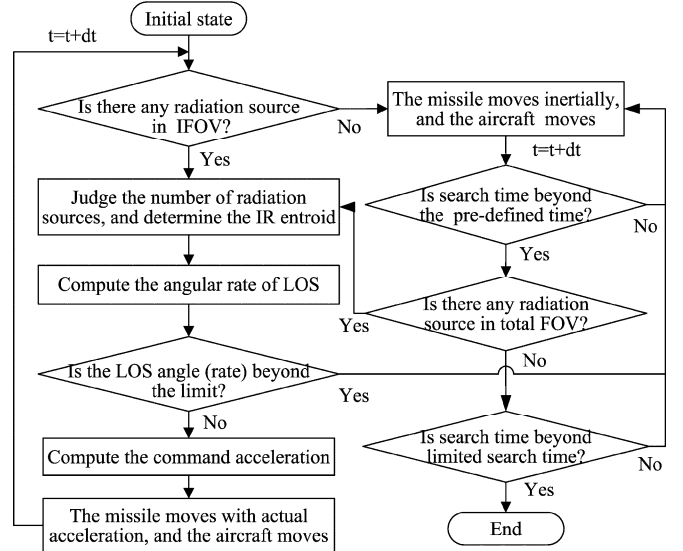 Initial state
t=t+dt
Is there any radiation source
in IFOV?
No
Yes
The missile moves inertially,
and the aircraft moves
t=t+dt
Judge the number of radiation
sources, and determine the IR entroid
Is search time beyond
the pre-defined time?
No
Yes
Compute the angular rate of LOS
Is there any radiation
source in total FOV?
Yes
No
Is the LOS angle (rate) beyond
the limit?
Yes
No
Is search time beyond
limited search time?
No
Yes
Compute the command acceleration
The missile moves with actual
acceleration, and the aircraft moves
End